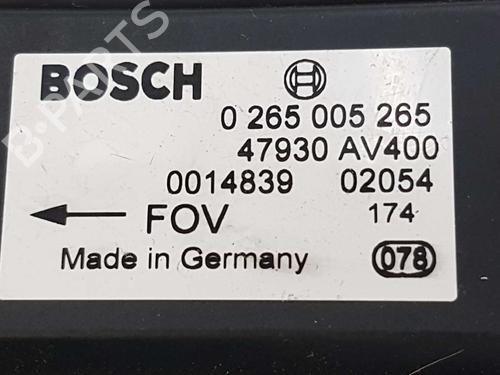 B-PARTS
BOSCH
0 265 005 265
47930 AV400
0014839 02054
FOV 174
Made in Germany 078